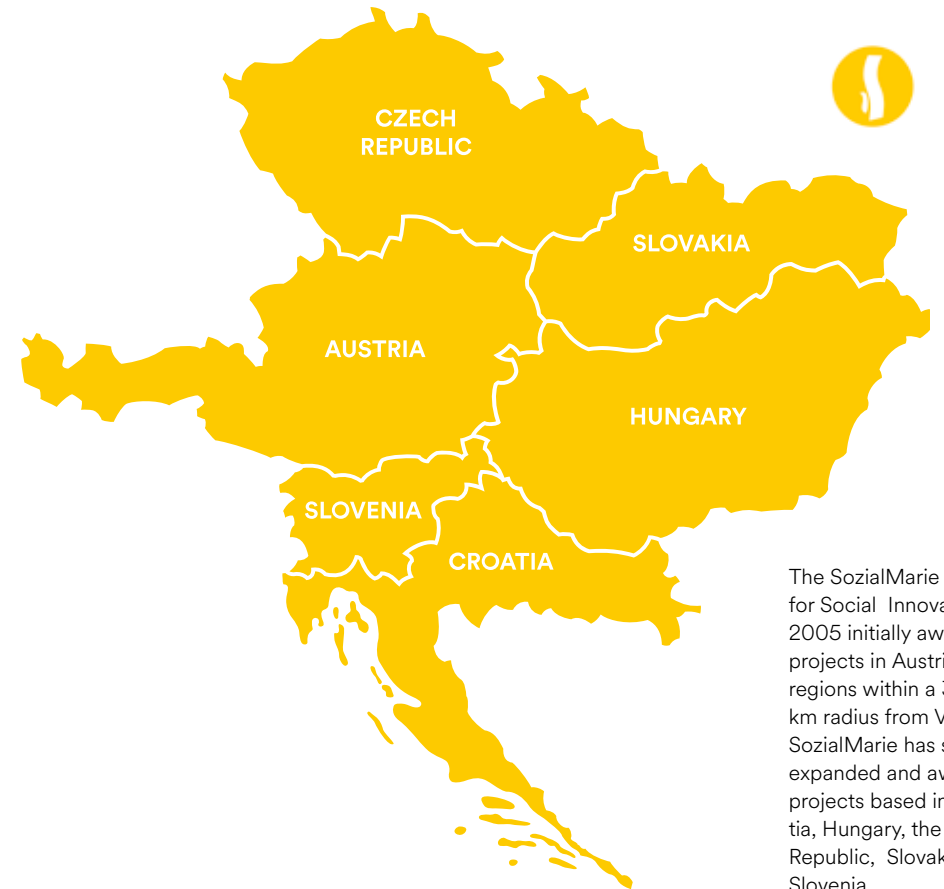 CZECH
REPUBLIC
SLOVAKIA
AUSTRIA
HUNGARY
SLOVENIA
CROATIA
The SozialMarie
for Social Innova
2005 initially aw
projects in Austri
regions within a 3
km radius from V
SozialMarie has s
expanded and aw
projects based in
tia, Hungary, the
Republic, Slovak
Slovenia